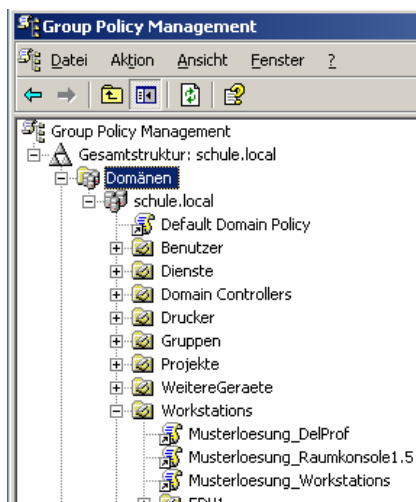 Group Policy Management
Datei Aktion Ansicht Fenster ?
Group Policy Management
Gesamtstruktur: schule.local
Domänen
schule.local
Default Domain Policy
Benutzer
Dienste
Domain Controllers
Drucker
Gruppen
Projekte
WeitereGeraete
Workstations
Musterloesung_DelProf
Musterloesung_Raumkonsole1.5
Musterloesung_Workstations